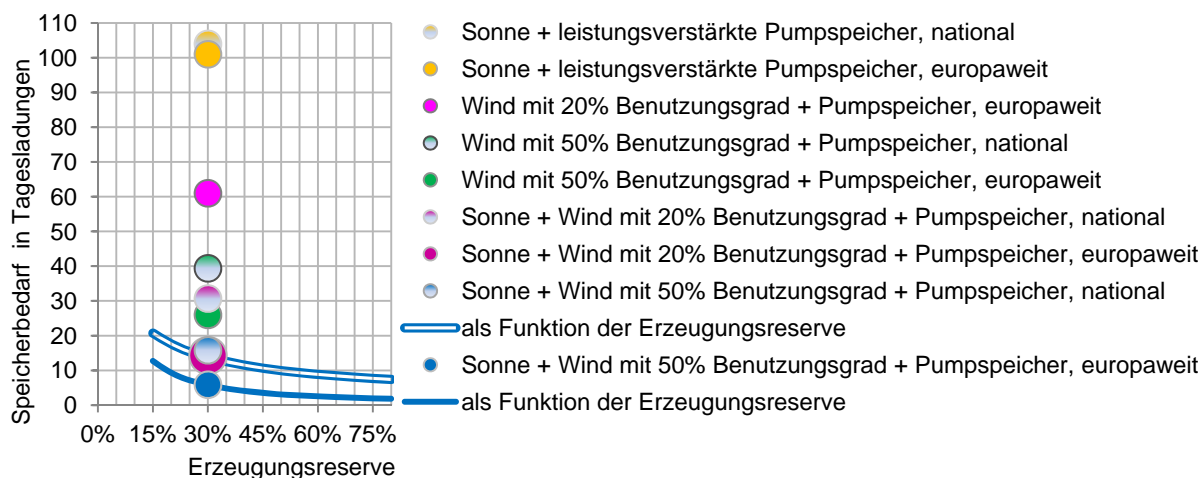 Speicherbedarf in Tagesladungen
110
100
90
80
70
60
50
40
30
20
10
0
0% 15% 30% 45% 60% 75%
Erzeugungsreserve
Sonne + leistungsverstärkte Pumpspeicher, national
Sonne + leistungsverstärkte Pumpspeicher, europaweit
Wind mit 20% Benutzungsgrad + Pumpspeicher, europaweit
Wind mit 50% Benutzungsgrad + Pumpspeicher, national
Wind mit 50% Benutzungsgrad + Pumpspeicher, europaweit
Sonne + Wind mit 20% Benutzungsgrad + Pumpspeicher, national
Sonne + Wind mit 20% Benutzungsgrad + Pumpspeicher, europaweit
Sonne + Wind mit 50% Benutzungsgrad + Pumpspeicher, national
als Funktion der Erzeugungsreserve
Sonne + Wind mit 50% Benutzungsgrad + Pumpspeicher, europaweit
als Funktion der Erzeugungsreserve